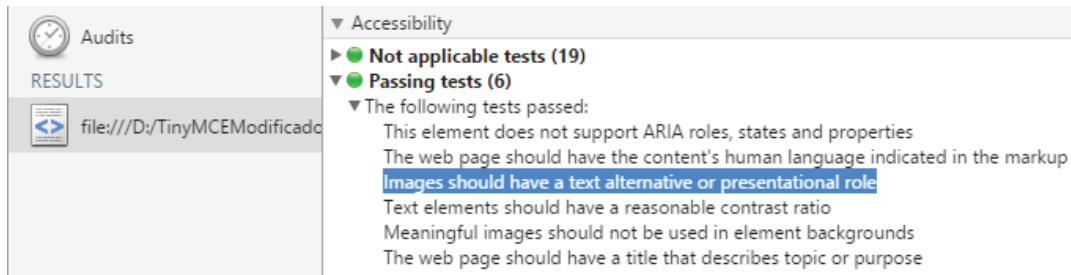 Audits
RESULTS
file:///D:/TinyMCEModificado
Accessibility
Not applicable tests (19)
Passing tests (6)
The following tests passed:
This element does not support ARIA roles, states and properties
The web page should have the content's human language indicated in the markup
Images should have a text alternative or presentational role
Text elements should have a reasonable contrast ratio
Meaningful images should not be used in element backgrounds
The web page should have a title that describes topic or purpose